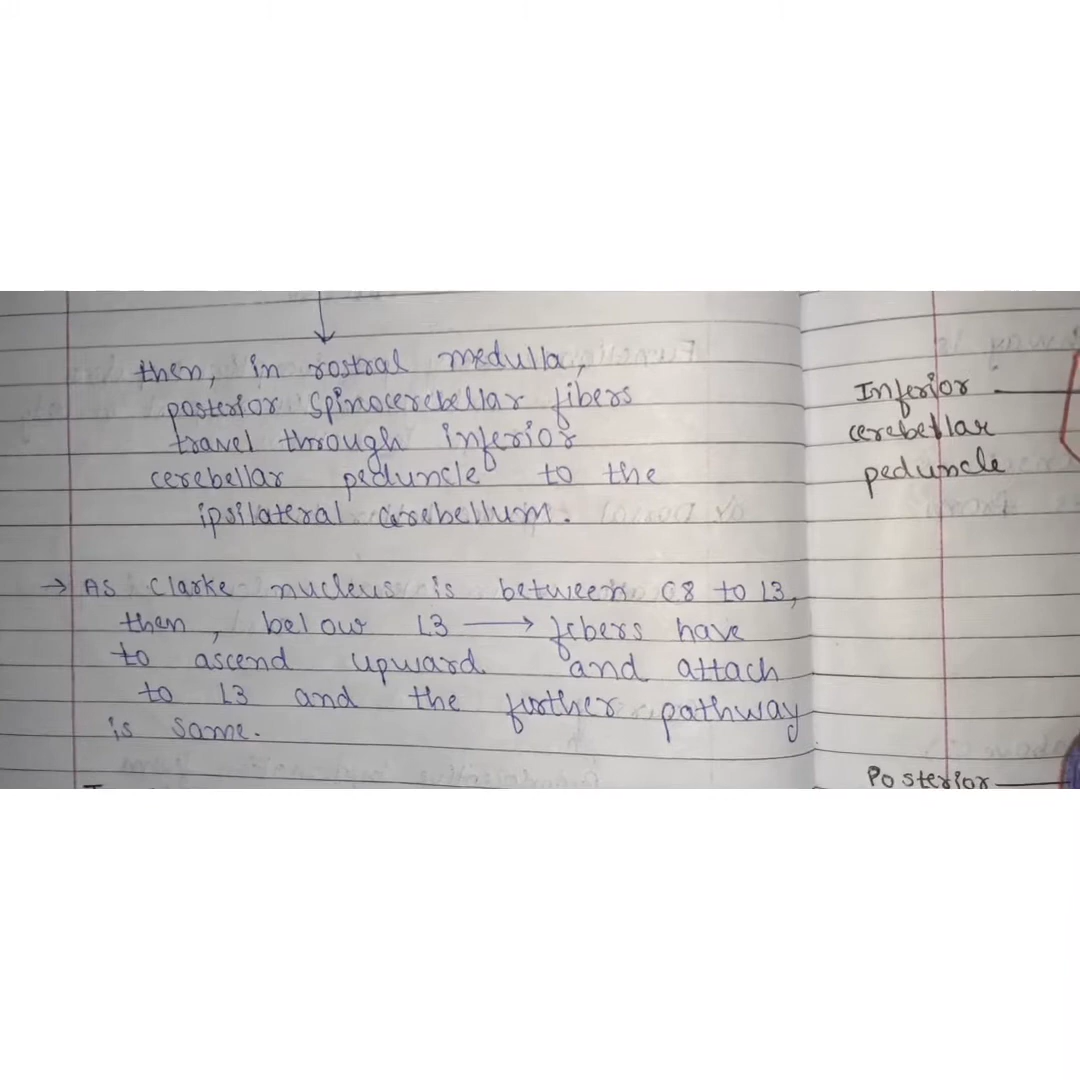 then, in rostral medulla,
posterior spinocerebellar fibers
travel through inferior
cerebellar peduncle to the
ipsilateral cerebellum.
→ As Clarke nucleus is between C8 to L3,
then, below L3 → fibers have
to ascend upward and attach
to L3 and the further pathway
is same.
Inferior
cerebellar
peduncle
Posterior